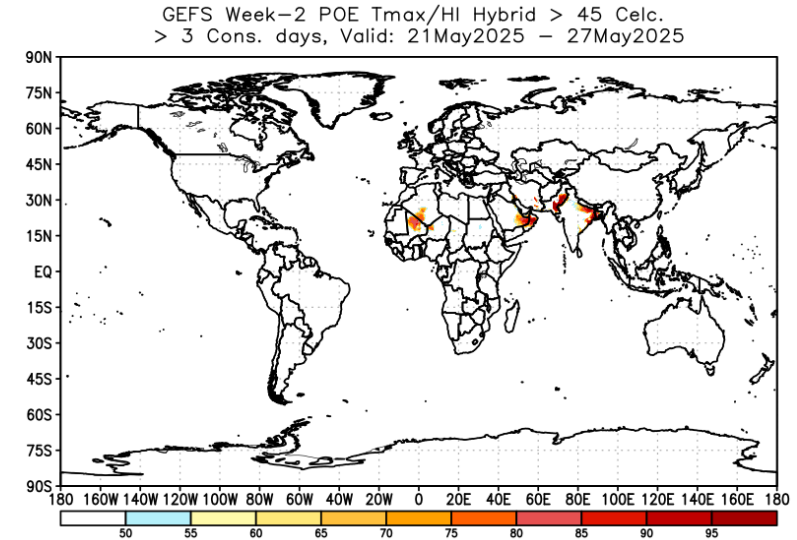 GEFS Week-2 POE Tmax/HI Hybrid > 45 Celc.
> 3 Cons. days, Valid: 21May2025 - 27May2025
90N
75N
60N
45N
30N
15N
EQ
15S
30S
45S
60S
75S
90S
180 160W 140W 120W 100W 80W 60W 40W 20W 0 20E 40E 60E 80E 100E 120E 140E 160E 180
50 55 60 65 70 75 80 85 90 95